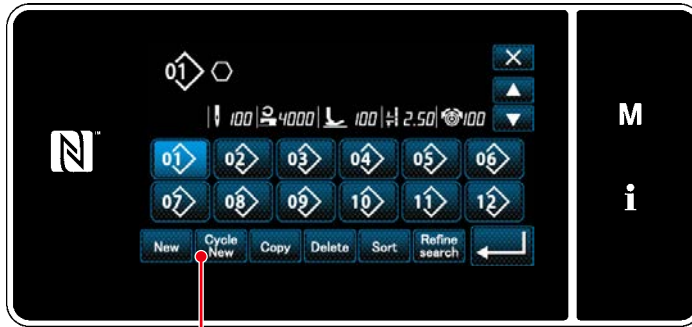 01
100 4000 100 2.50 100
01 02 03 04 05 06
07 08 09 10 11 12
New Cycle New Copy Delete Sort Refine search
N
M
i